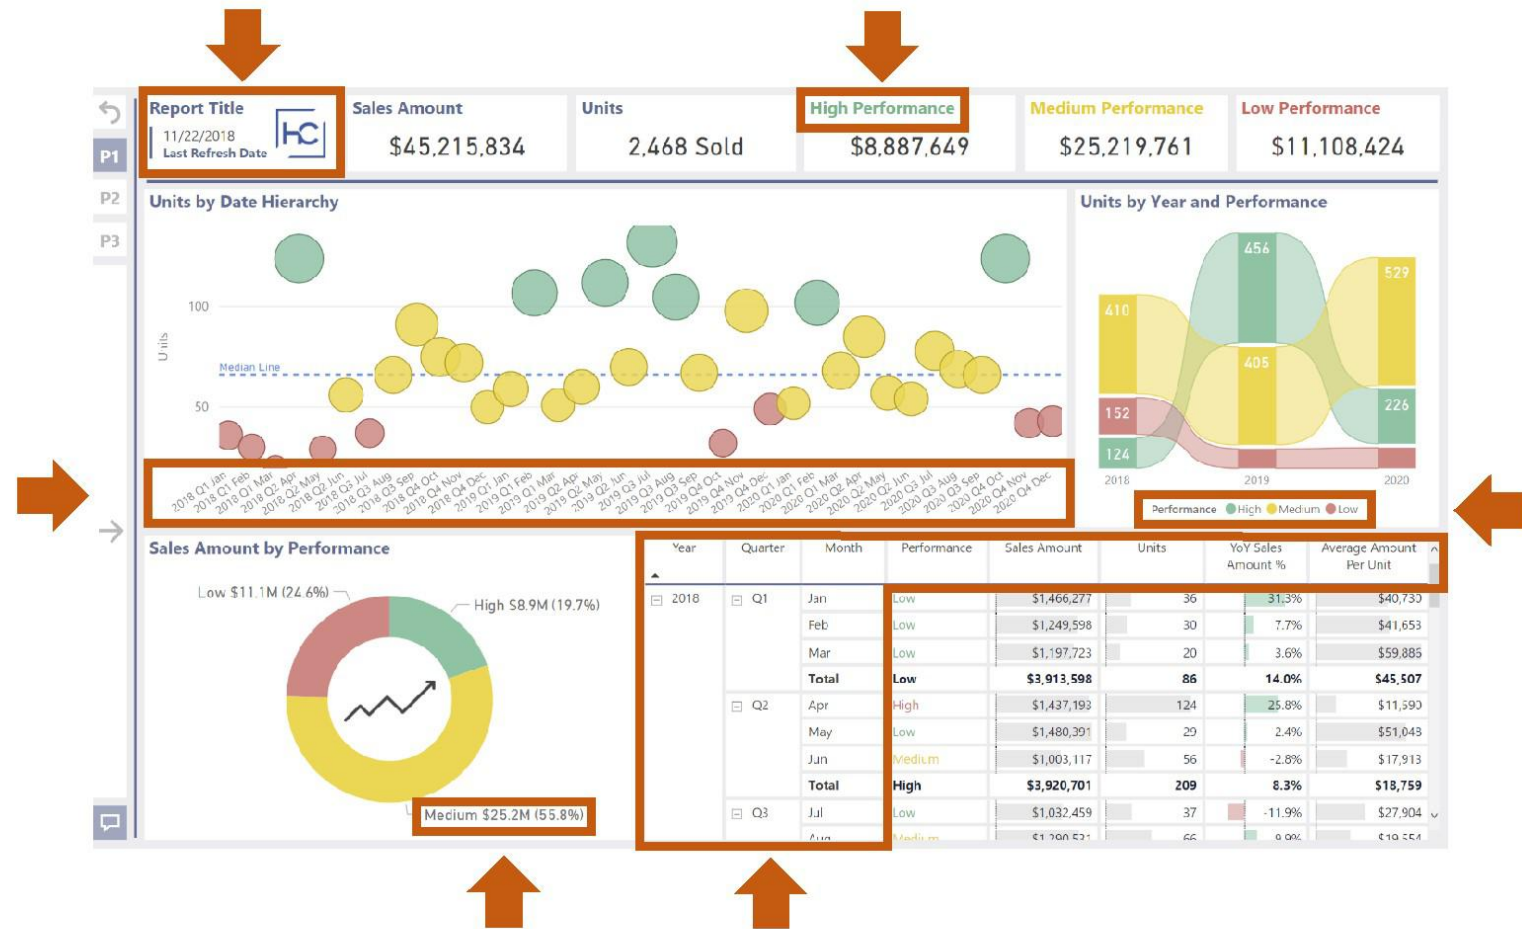 Report Title
11/22/2018
Last Refresh Date
HC
Sales Amount
$45,215,834
Units
2,468 Sold
High Performance
$8,887,649
Medium Performance
$25,219,761
Low Performance
$11,108,424
P1
P2
P3
Units by Date Hierarchy
Units
100
Median Line
50
2018 Q1 Jan
2018 Q1 Feb
2018 Q1 Mar
2018 Q2 Apr
2018 Q2 May
2018 Q2 Jun
2018 Q3 Jul
2018 Q3 Aug
2018 Q3 Sep
2018 Q4 Oct
2018 Q4 Nov
2018 Q4 Dec
2019 Q1 Jan
2019 Q1 Feb
2019 Q1 Mar
2019 Q2 Apr
2019 Q2 May
2019 Q2 Jun
2019 Q3 Jul
2019 Q3 Aug
2019 Q3 Sep
2019 Q4 Oct
2019 Q4 Nov
2019 Q4 Dec
2020 Q1 Jan
2020 Q1 Feb
2020 Q1 Mar
2020 Q2 Apr
2020 Q2 May
2020 Q2 Jun
2020 Q3 Jul
2020 Q3 Aug
2020 Q3 Sep
2020 Q4 Oct
2020 Q4 Nov
2020 Q4 Dec
Units by Year and Performance
456
529
410
405
152
226
124
2018 2019 2020
Performance High Medium Low
Sales Amount by Performance
Low $11.1M (24.6%)
High $8.9M (19.7%)
Medium $25.2M (55.8%)
Year Quarter Month Performance Sales Amount Units YoY Sales Amount % Average Amount Per Unit
2018 Q1 Jan Low $1,466,277 36 31.3% $40,730
Feb Low $1,249,598 30 7.7% $41,653
Mar Low $1,197,723 20 3.6% $59,886
Total Low $3,913,598 86 14.0% $45,507
Q2 Apr High $1,437,193 124 25.8% $11,590
May Low $1,480,391 29 2.4% $51,048
Jun Medium $1,003,117 56 -2.8% $17,913
Total High $3,920,701 209 8.3% $18,759
Q3 Jul Low $1,032,459 37 -11.9% $27,904
Aug Medium $1,290,531 66 9.9% $19,554